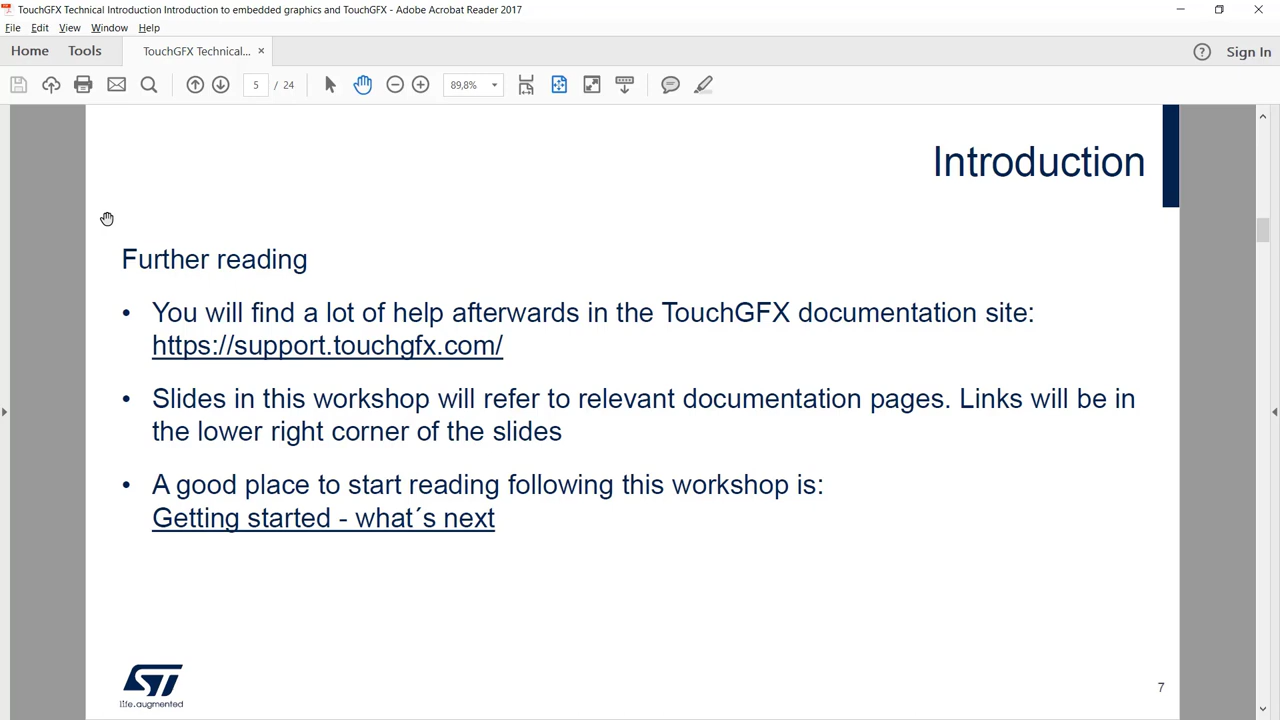 TouchGFX Technical Introduction Introduction to embedded graphics and TouchGFX - Adobe Acrobat Reader 2017
File Edit View Window Help
Home Tools TouchGFX Technical... × Sign In
5 / 24 89,8%
Introduction
Further reading
• You will find a lot of help afterwards in the TouchGFX documentation site:
https://support.touchgfx.com/
• Slides in this workshop will refer to relevant documentation pages. Links will be in
the lower right corner of the slides
• A good place to start reading following this workshop is:
Getting started - what´s next
ST
life.augmented
7